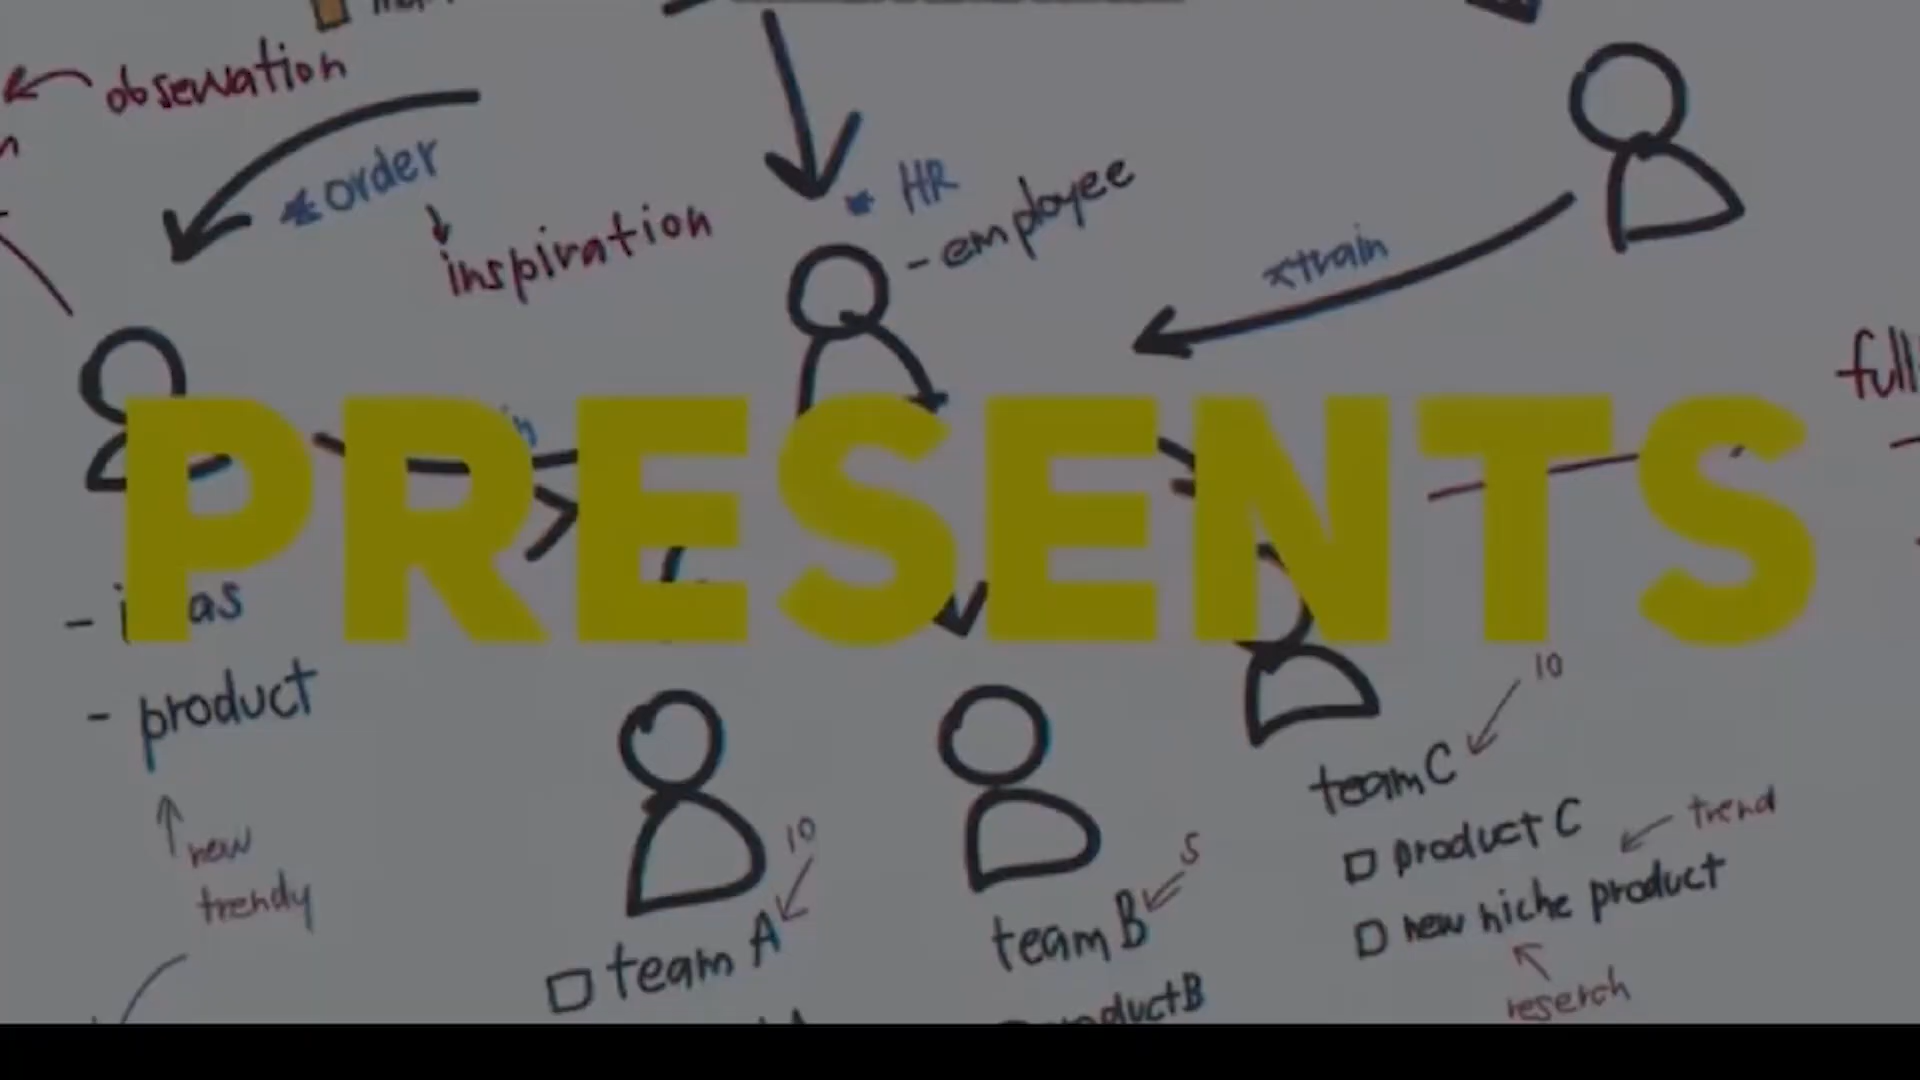 obsewation
*order
inspiration
* HR
- employee
*train
full
PRESENTS
- product
new
trendy
10
team A
5
team B
10
team C
product C
trend
new niche product
reserch